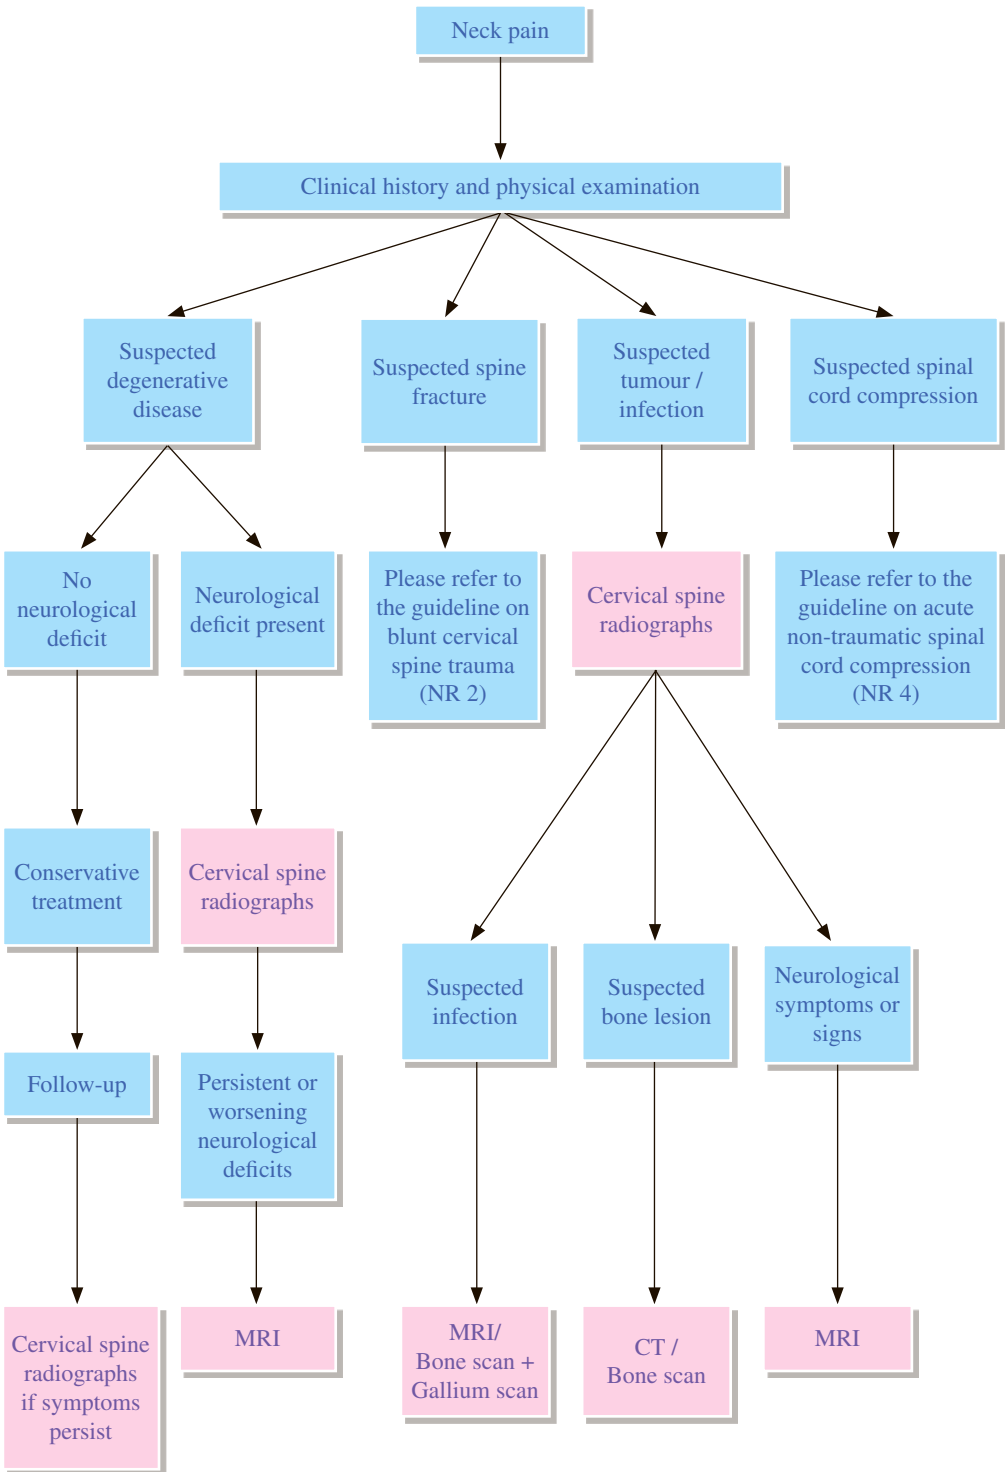 Neck pain
Clinical history and physical examination
Suspected
degenerative
disease
Suspected spine
fracture
Suspected
tumour /
infection
Suspected spinal
cord compression
No
neurological
deficit
Neurological
deficit present
Please refer to
the guideline on
blunt cervical
spine trauma
(NR 2)
Cervical spine
radiographs
Please refer to the
guideline on acute
non-traumatic spinal
cord compression
(NR 4)
Conservative
treatment
Cervical spine
radiographs
Suspected
infection
Suspected
bone lesion
Neurological
symptoms or
signs
Follow-up
Persistent or
worsening
neurological
deficits
Cervical spine
radiographs
if symptoms
persist
MRI
MRI/
Bone scan +
Gallium scan
CT /
Bone scan
MRI